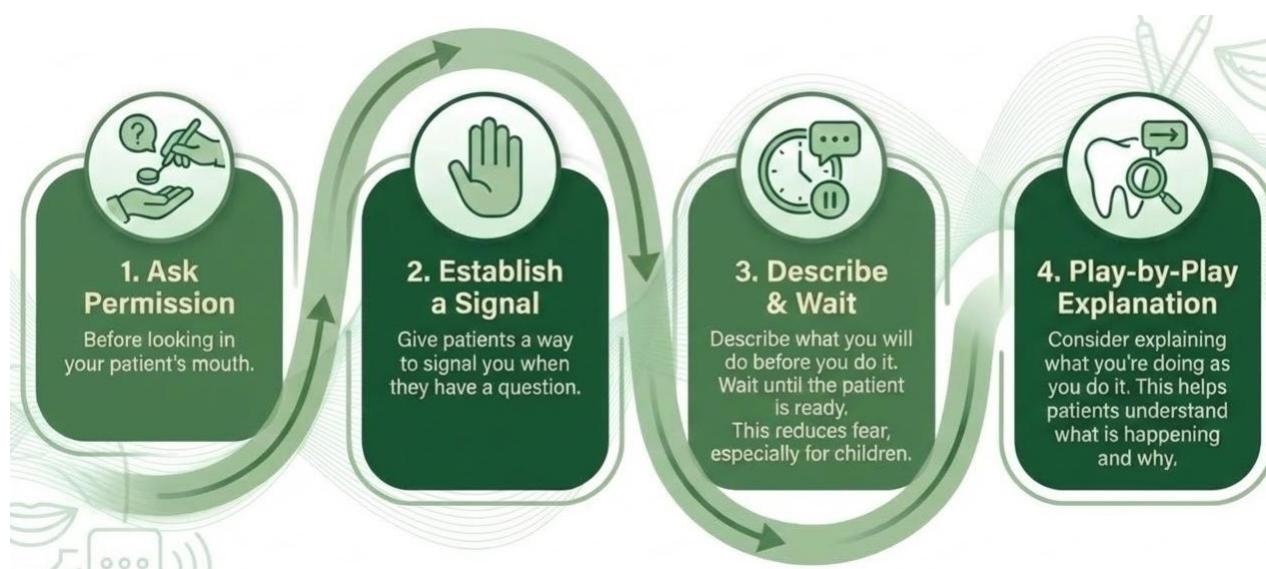 1. Ask
Permission
Before looking in
your patient's mouth.
2. Establish
a Signal
Give patients a way
to signal you when
they have a question.
3. Describe
& Wait
Describe what you will
do before you do it.
Wait until the patient
is ready.
This reduces fear,
especially for children.
4. Play-by-Play
Explanation
Consider explaining
what you're doing as
you do it. This helps
patients understand
what is happening
and why.